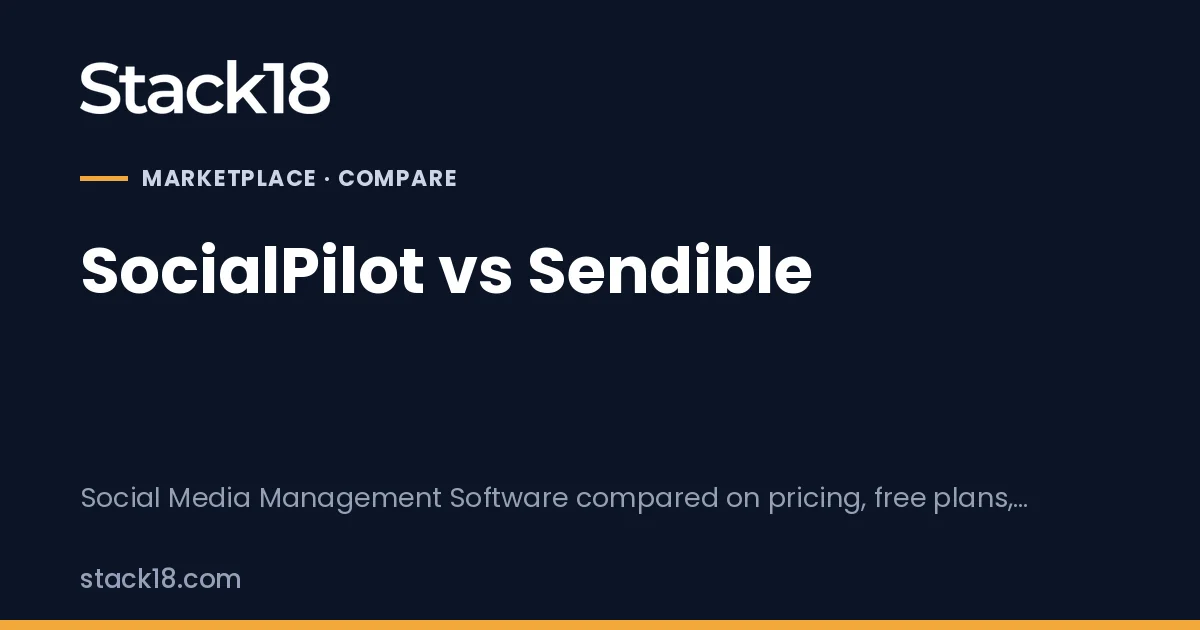 Stack18
MARKETPLACE · COMPARE
SocialPilot vs Sendible
Social Media Management Software compared on pricing, free plans,...
stack18.com